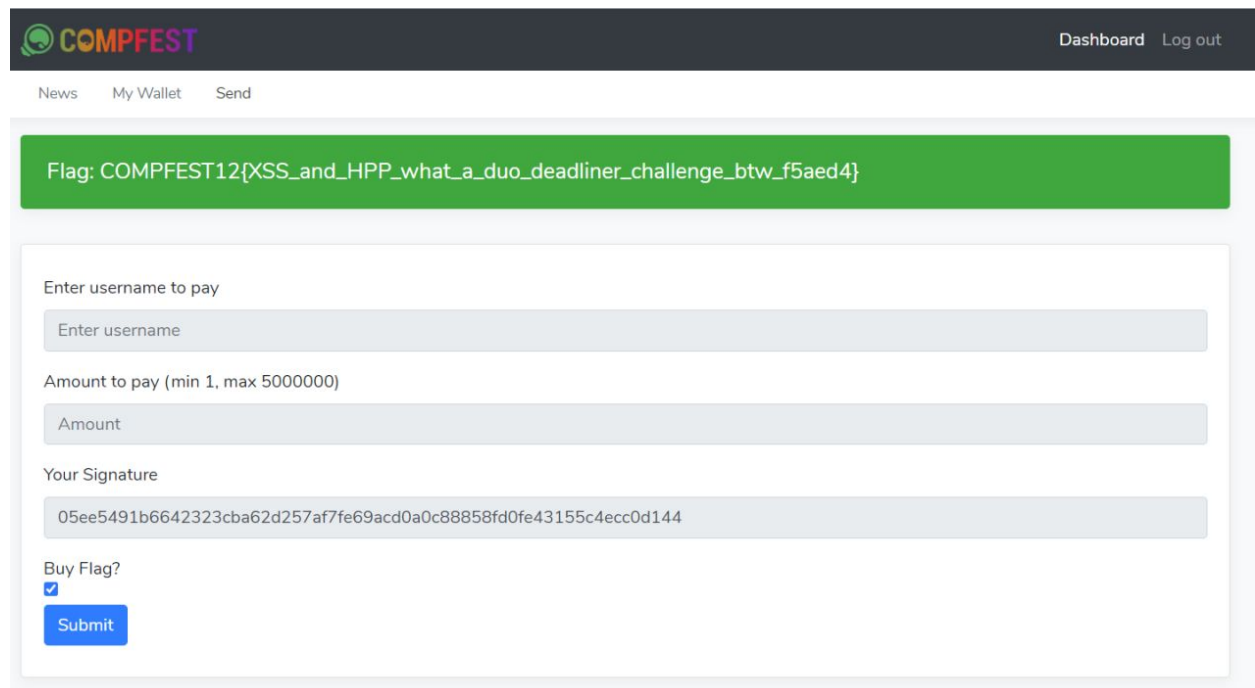 COMPFEST
Dashboard Log out
News My Wallet Send
Flag: COMPFEST12{XSS_and_HPP_what_a_duo_deadliner_challenge_btw_f5aed4}
Enter username to pay
Enter username
Amount to pay (min 1, max 5000000)
Amount
Your Signature
05ee5491b6642323cba62d257af7fe69acd0a0c88858fd0fe43155c4ecc0d144
Buy Flag?
Submit